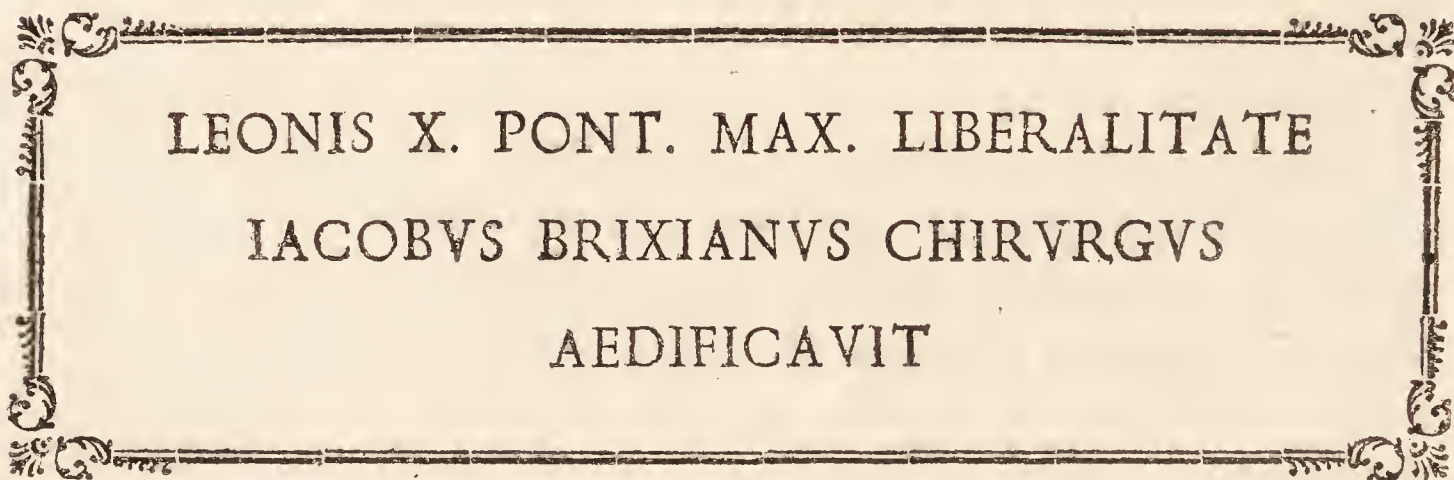 LEONIS X. PONT. MAX. LIBERALITATE
IACOBVS BRIXIANVS CHIRVRGVS
AEDIFICAVIT